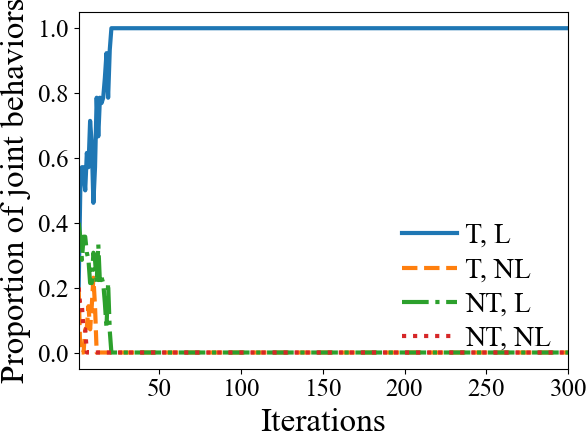 Proportion of joint behaviors
1.0
0.8
0.6
0.4
0.2
0.0
T, L
T, NL
NT, L
NT, NL
50 100 150 200 250 300
Iterations